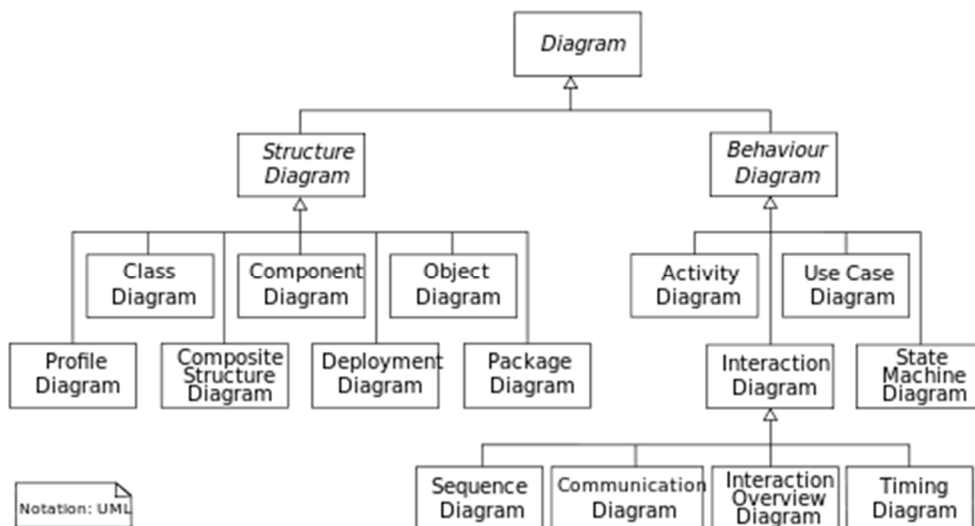 Diagram
Structure
Diagram
Behaviour
Diagram
Class
Diagram
Component
Diagram
Object
Diagram
Activity
Diagram
Use Case
Diagram
Profile
Diagram
Composite
Structure
Diagram
Deployment
Diagram
Package
Diagram
Interaction
Diagram
State
Machine
Diagram
Sequence
Diagram
Communication
Diagram
Interaction
Overview
Diagram
Timing
Diagram
Notation: UML